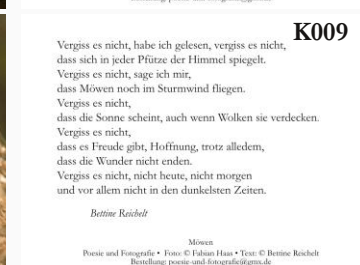 K009
Vergiss es nicht, habe ich gelesen, vergiss es nicht,
dass sich in jeder Pfütze der Himmel spiegelt.
Vergiss es nicht, sage ich mir,
dass Möwen noch im Sturmwind fliegen.
Vergiss es nicht,
dass die Sonne scheint, auch wenn Wolken sie verdecken.
Vergiss es nicht,
dass es Freude gibt, Hoffnung, trotz alledem,
dass die Wunder nicht enden.
Vergiss es nicht, nicht heute, nicht morgen
und vor allem nicht in den dunkelsten Zeiten.
Bettine Reichelt
Möwen
Poesie und Fotografie • Foto: © Fabian Haas • Text: © Bettine Reichelt
Bestellung: poesie-und-fotografie@gmx.de